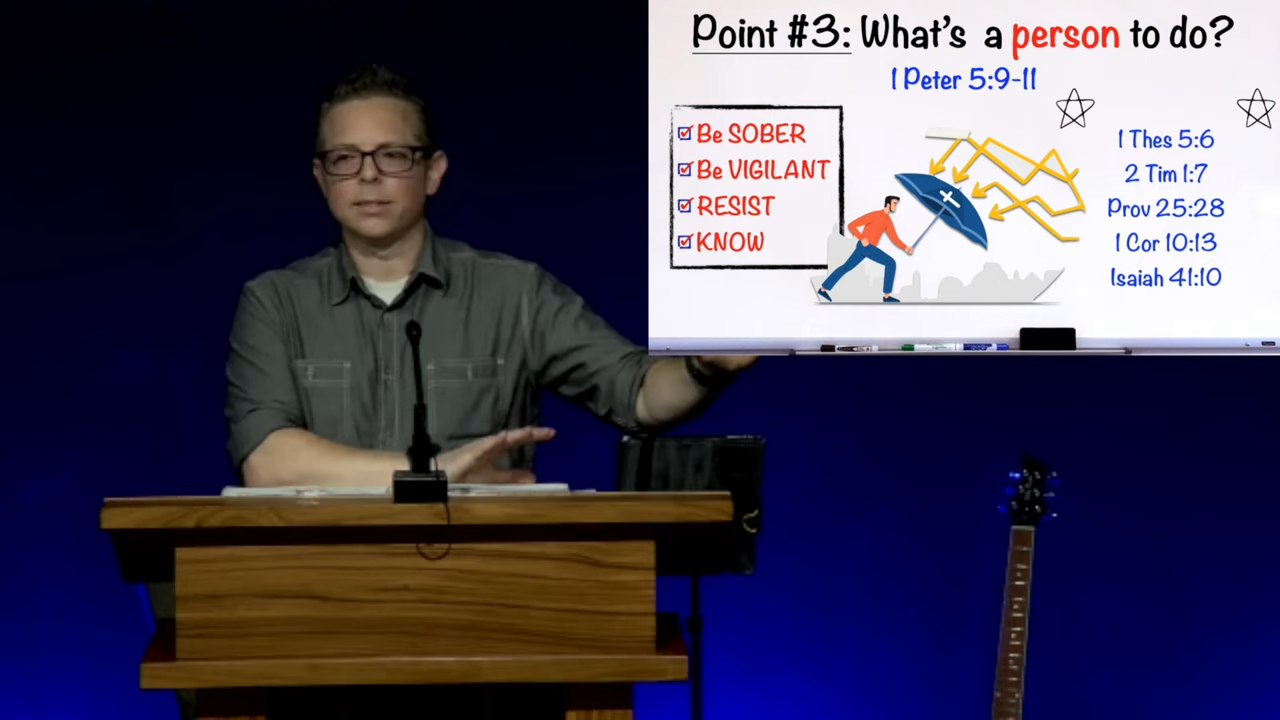 Point #3: What's a person to do?
1 Peter 5:9-11
Be SOBER
Be VIGILANT
RESIST
KNOW
1 Thes 5:6
2 Tim 1:7
Prov 25:28
1 Cor 10:13
Isaiah 41:10